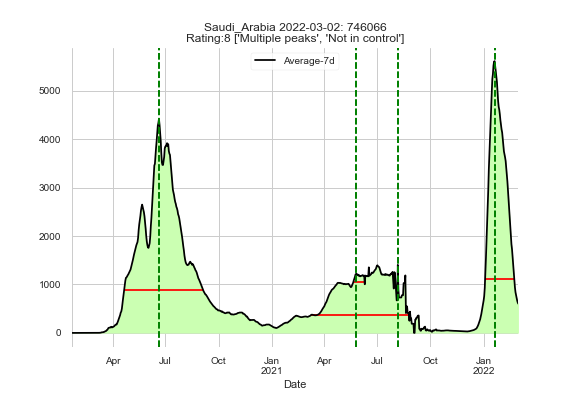 Saudi_Arabia 2022-03-02: 746066
Rating:8 ['Multiple peaks', 'Not in control']
Average-7d
5000
4000
3000
2000
1000
0
Apr Jul Oct Jan Apr Jul Oct Jan
2021 2022
Date